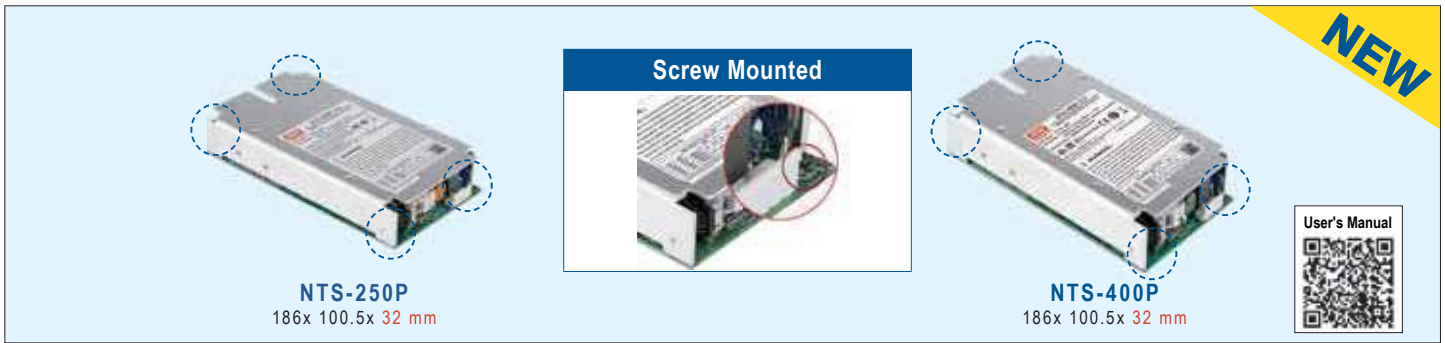 NEW
Screw Mounted
NTS-250P
186x 100.5x 32 mm
NTS-400P
186x 100.5x 32 mm
User's Manual